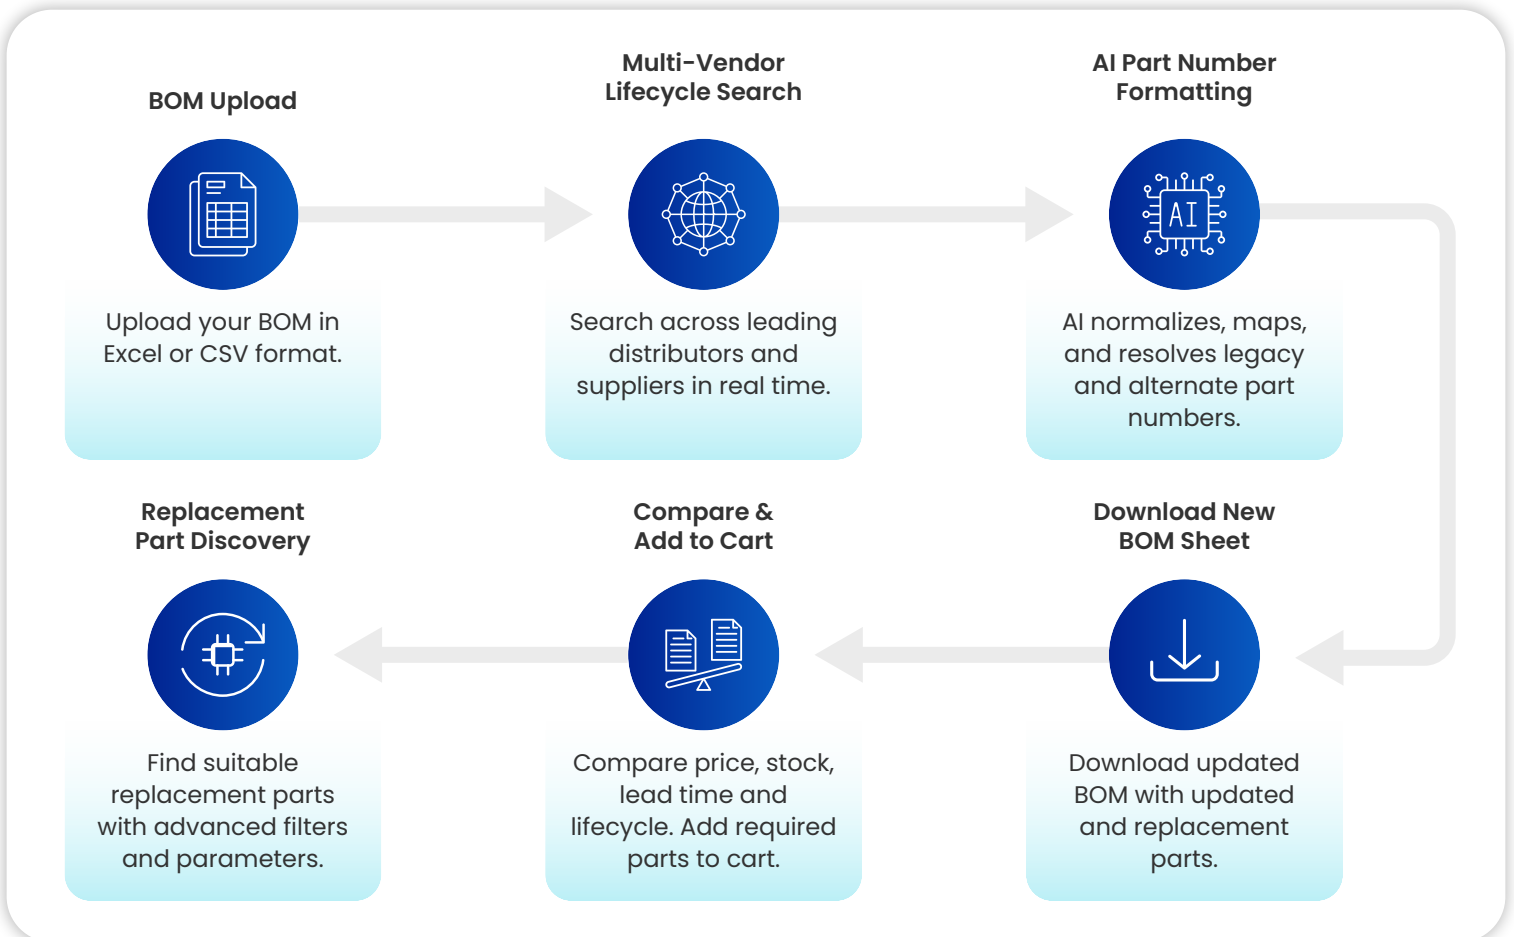 BOM Upload
Upload your BOM in
Excel or CSV format.
Multi-Vendor
Lifecycle Search
Search across leading
distributors and
suppliers in real time.
AI Part Number
Formatting
AI
AI normalizes, maps,
and resolves legacy
and alternate part
numbers.
Download New
BOM Sheet
Download updated
BOM with updated
and replacement
parts.
Compare &
Add to Cart
Compare price, stock,
lead time and
lifecycle. Add required
parts to cart.
Replacement
Part Discovery
Find suitable
replacement parts
with advanced filters
and parameters.